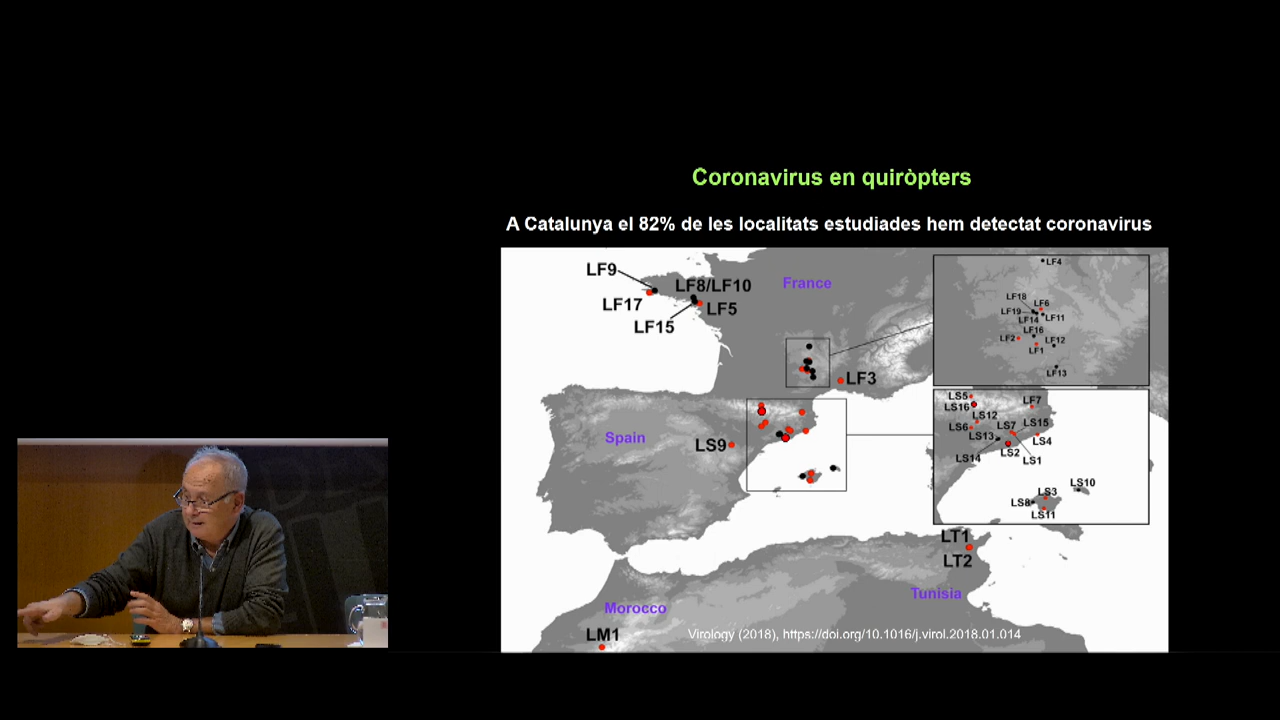 Coronavirus en quiròpters
A Catalunya el 82% de les localitats estudiades hem detectat coronavirus
LF9
LF8/LF10
France
LF17
LF5
LF15
LF3
Spain
LS9
LF4
LF18
LF6
LF19
LF14
LF11
LF16
LF2
LF12
LF1
LF13
LS5
LF7
LS16
LS12
LS6
LS7
LS15
LS13
LS4
LS2
LS14
LS1
LS10
LS3
LS8
LS11
LT1
LT2
Tunisia
Morocco
LM1
Virology (2018), https://doi.org/10.1016/j.virol.2018.01.014